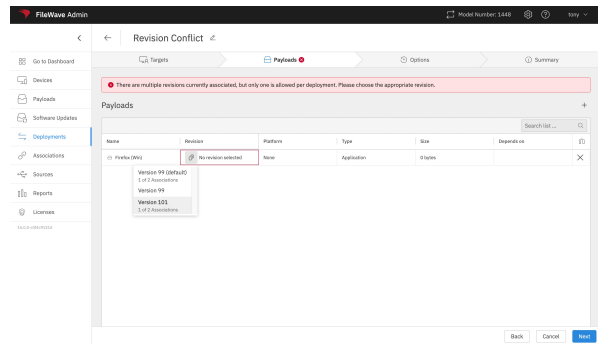 FileWave Admin
Model Number: 1448
tony
Revision Conflict
Go to Dashboard
Devices
Payloads
Software Updates
Deployments
Associations
Sources
Reports
Licenses
Targets
Payloads
Options
Summary
There are multiple revisions currently associated, but only one is allowed per deployment. Please choose the appropriate revision.
Payloads
Search list ...
Name
Revision
Platform
Type
Size
Depends on
Firefox (Win)
No revision selected
None
Application
0 bytes
Version 99 (default)
1 of 2 Associations
Version 99
Version 101
1 of 2 Associations
Back
Cancel
Next